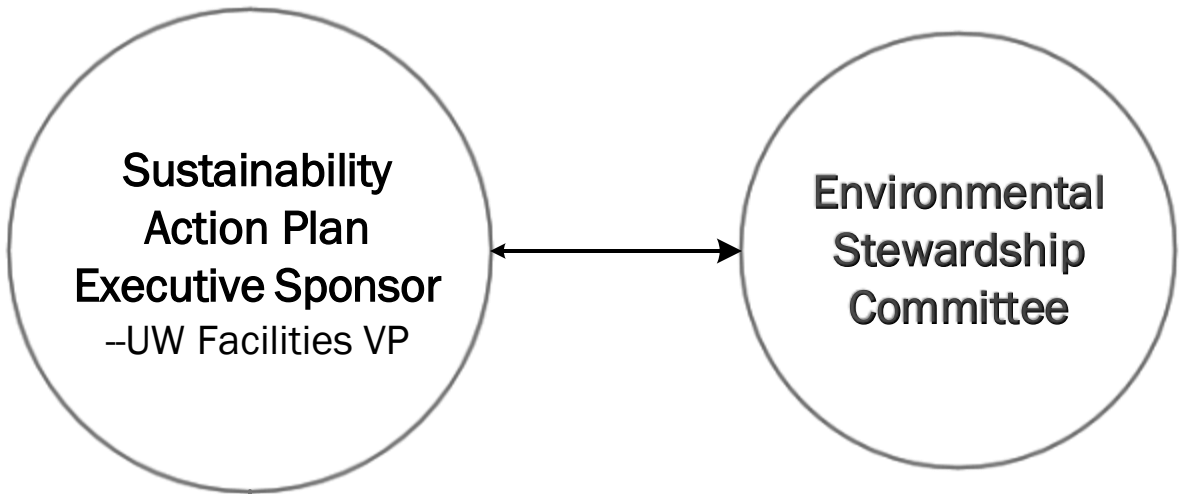 Sustainability
Action Plan
Executive Sponsor
--UW Facilities VP
Environmental
Stewardship
Committee